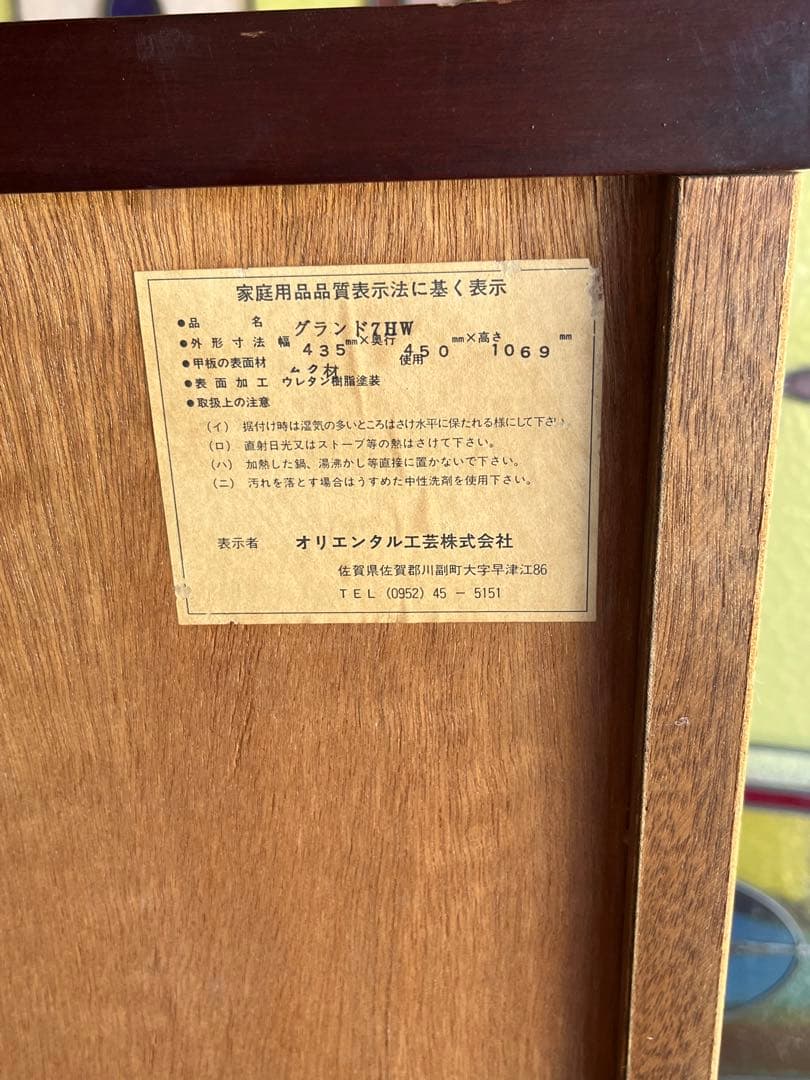 家庭用品品質表示法に基く表示
●品名 グランド7HW
●外形寸法 幅 435mm×奥行 450mm×高さ 1069mm
●甲板の表面材 ムク材 使用
●表面加工 ウレタン樹脂塗装
●取扱上の注意
(イ) 据付け時は湿気の多いところはさけ水平に保たれる様にして下さい。
(ロ) 直射日光又はストーブ等の熱はさけて下さい。
(ハ) 加熱した鍋、湯沸かし等直接に置かないで下さい。
(ニ) 汚れを落とす場合はうすめた中性洗剤を使用下さい。
表示者 オリエンタル工芸株式会社
佐賀県佐賀郡川副町大字早津江86
TEL (0952) 45-5151